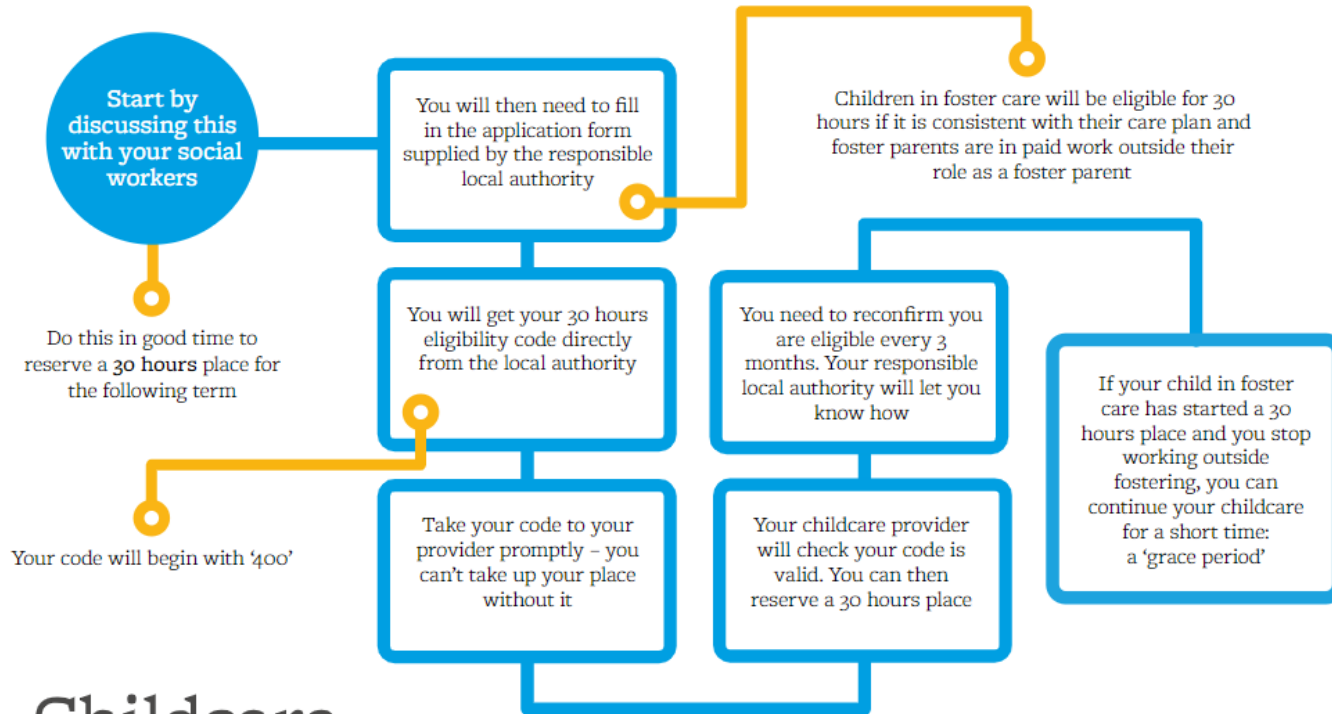 Start by
discussing this
with your social
workers
Do this in good time to
reserve a 30 hours place for
the following term
You will then need to fill
in the application form
supplied by the responsible
local authority
Children in foster care will be eligible for 30
hours if it is consistent with their care plan and
foster parents are in paid work outside their
role as a foster parent
You will get your 30 hours
eligibility code directly
from the local authority
Your code will begin with ‘400’
Take your code to your
provider promptly – you
can’t take up your place
without it
Your childcare provider
will check your code is
valid. You can then
reserve a 30 hours place
You need to reconfirm you
are eligible every 3
months. Your responsible
local authority will let you
know how
If your child in foster
care has started a 30
hours place and you stop
working outside
fostering, you can
continue your childcare
for a short time:
a ‘grace period’
Childcare